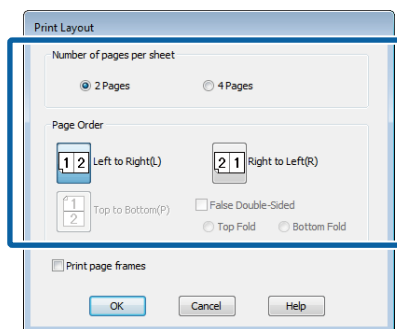 Print Layout
Number of pages per sheet
2 Pages
4 Pages
Page Order
1 2 Left to Right(L)
2 1 Right to Left(R)
1
2
Top to Bottom(P)
False Double-Sided
Top Fold
Bottom Fold
Print page frames
OK
Cancel
Help